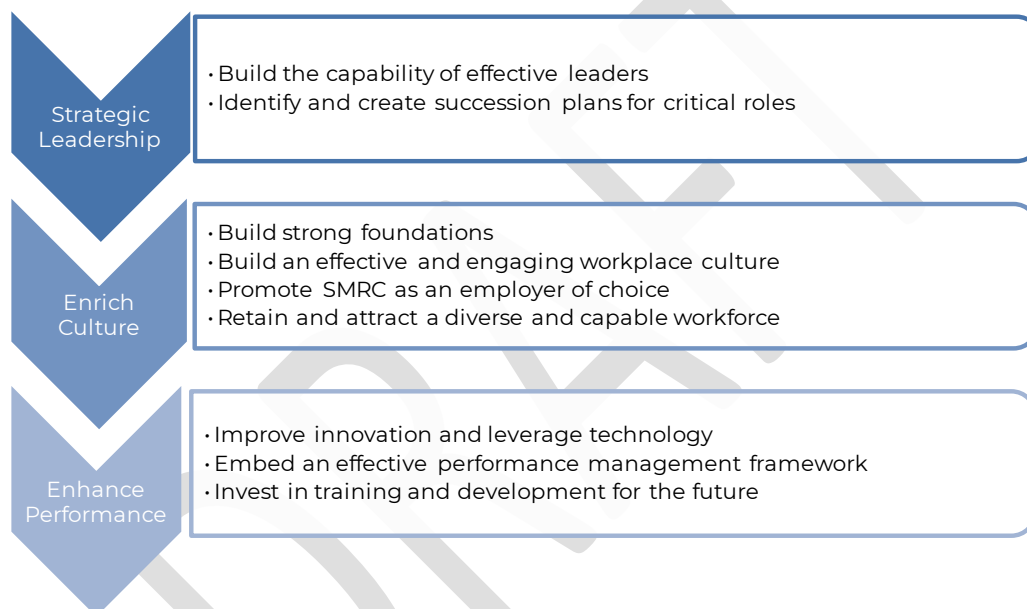 Strategic
Leadership
· Build the capability of effective leaders
· Identify and create succession plans for critical roles
Enrich
Culture
· Build strong foundations
· Build an effective and engaging workplace culture
· Promote SMRC as an employer of choice
· Retain and attract a diverse and capable workforce
Enhance
Performance
· Improve innovation and leverage technology
· Embed an effective performance management framework
· Invest in training and development for the future
DRAFT